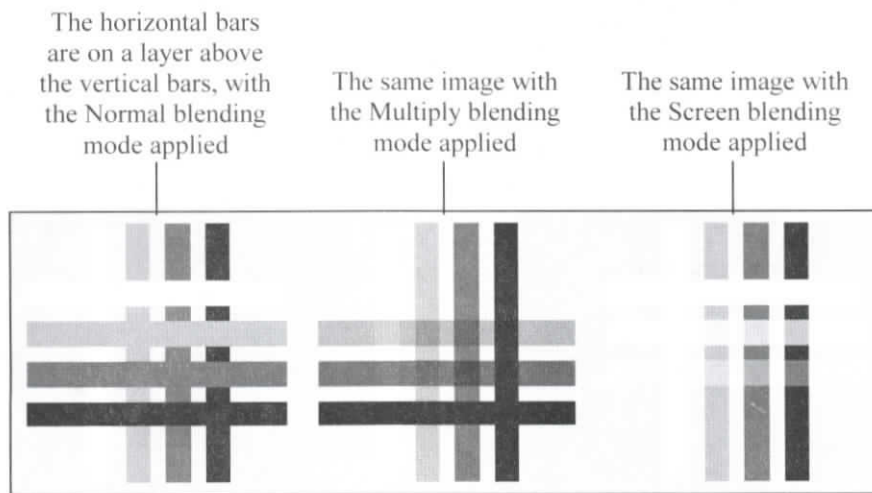 The horizontal bars
are on a layer above
the vertical bars, with
the Normal blending
mode applied
The same image with
the Multiply blending
mode applied
The same image with
the Screen blending
mode applied